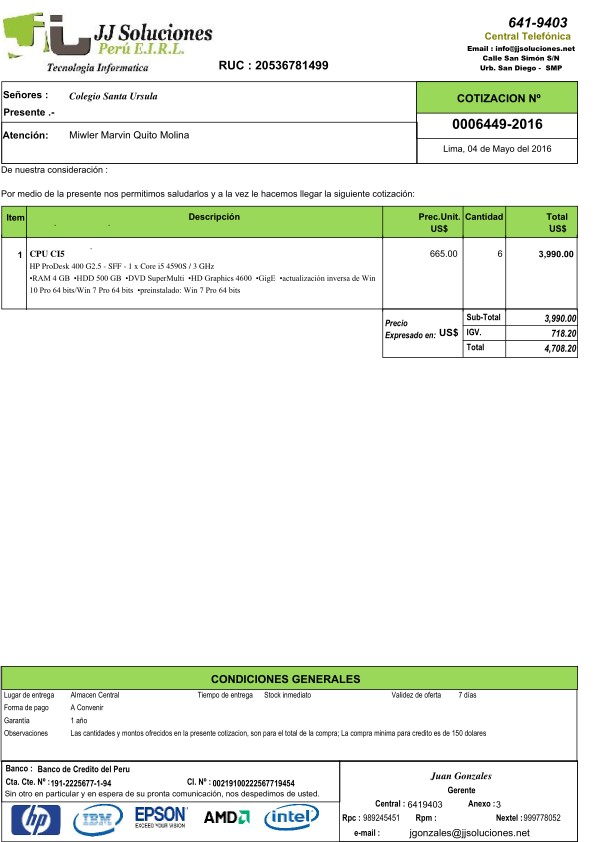 JJ Soluciones
Perú E.I.R.L.
Tecnología Informatica
RUC : 20536781499
641-9403
Central Telefónica
Email : info@jjsoluciones.net
Calle San Simón S/N
Urb. San Diego - SMP
Señores : Colegio Santa Ursula
Presente .-
Atención: Miwler Marvin Quito Molina
COTIZACION Nº
0006449-2016
Lima, 04 de Mayo del 2016
De nuestra consideración :
Por medio de la presente nos permitimos saludarlos y a la vez le hacemos llegar la siguiente cotización:
Item Descripción Prec.Unit. US$ Cantidad Total US$
1 CPU CI5 665.00 6 3,990.00
HP ProDesk 400 G2.5 - SFF - 1 x Core i5 4590S / 3 GHz
•RAM 4 GB •HDD 500 GB •DVD SuperMulti •HD Graphics 4600 •GigE •actualización inversa de Win
10 Pro 64 bits/Win 7 Pro 64 bits •preinstalado: Win 7 Pro 64 bits
Precio
Expresado en: US$
Sub-Total 3,990.00
IGV. 718.20
Total 4,708.20
CONDICIONES GENERALES
Lugar de entrega Almacen Central Tiempo de entrega Stock inmediato Validez de oferta 7 días
Forma de pago A Convenir
Garantia 1 año
Observaciones Las cantidades y montos ofrecidos en la presente cotizacion, son para el total de la compra; La compra minima para credito es de 150 dolares
Banco : Banco de Credito del Peru
Cta. Cte. Nº : 191-2225677-1-94 CI. Nº : 00219100222567719454
Sin otro en particular y en espera de su pronta comunicación, nos despedimos de usted.
hp IBM EPSON AMD intel
EXCEED YOUR VISION
Juan Gonzales
Gerente
Central : 6419403 Anexo : 3
Rpc : 989245451 Rpm : Nextel : 999778052
e-mail : jgonzales@jjsoluciones.net